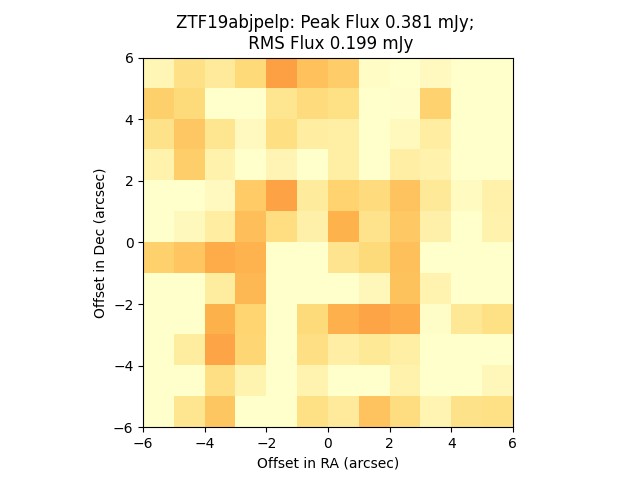 ZTF19abjpelp: Peak Flux 0.381 mJy;
RMS Flux 0.199 mJy
6
4
2
0
−2
−4
−6
Offset in Dec (arcsec)
−6 −4 −2 0 2 4 6
Offset in RA (arcsec)